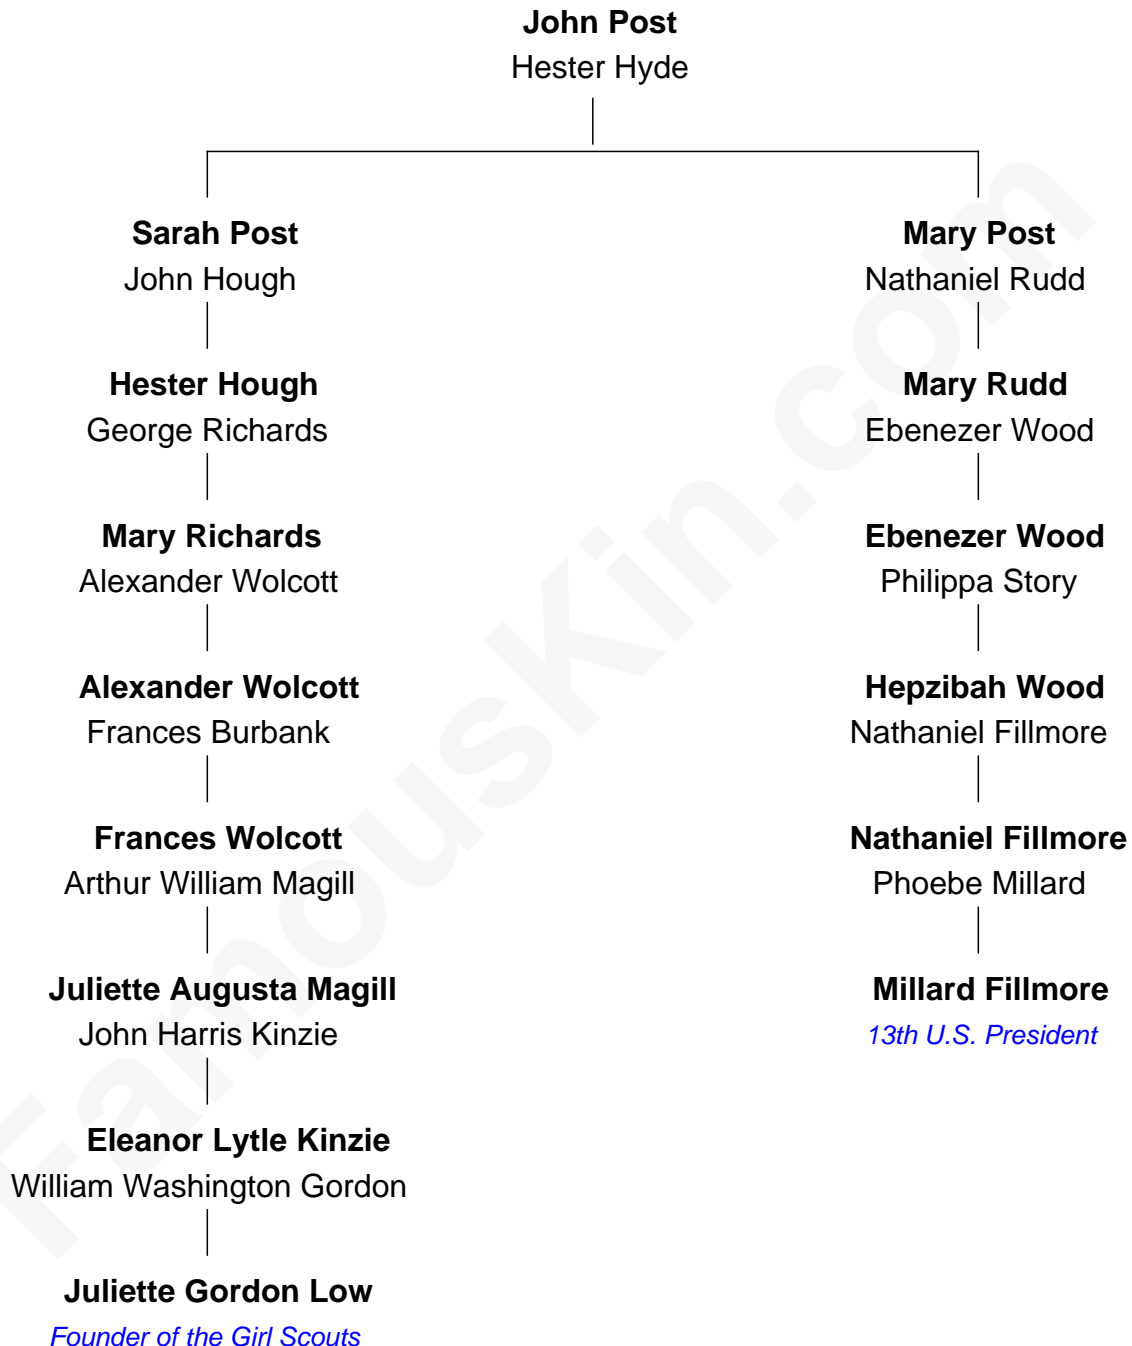 John Post
Hester Hyde
Sarah Post
John Hough
Hester Hough
George Richards
Mary Richards
Alexander Wolcott
Alexander Wolcott
Frances Burbank
Frances Wolcott
Arthur William Magill
Juliette Augusta Magill
John Harris Kinzie
Eleanor Lytle Kinzie
William Washington Gordon
Juliette Gordon Low
Founder of the Girl Scouts
Mary Post
Nathaniel Rudd
Mary Rudd
Ebenezer Wood
Ebenezer Wood
Philippa Story
Hepzibah Wood
Nathaniel Fillmore
Nathaniel Fillmore
Phoebe Millard
Millard Fillmore
13th U.S. President
FamousKin.com